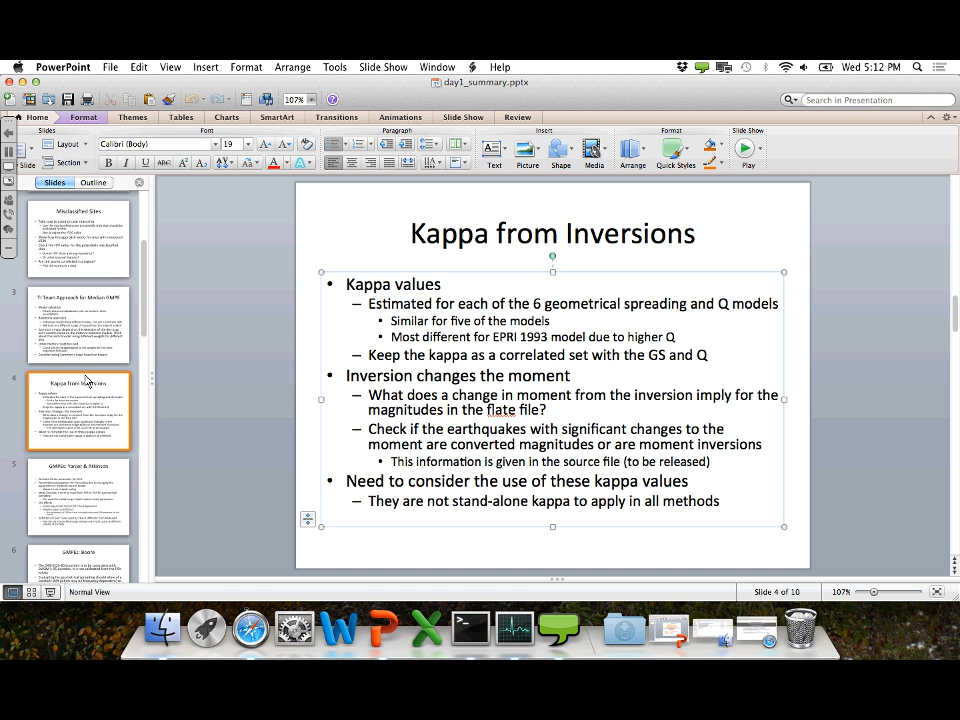 PowerPoint File Edit View Insert Format Arrange Tools Slide Show Window Help Wed 5:12 PM
day1_summary.pptx
107% Search in Presentation
Home Format Themes Tables Charts SmartArt Transitions Animations Slide Show Review
Slides Font Paragraph Insert Format Slide Show
Layout Calibri (Body) 19
Slide Section B I U ABC Text Picture Shape Media Arrange Quick Styles Play
Slides Outline
Misclassified Sites
3
TI Team Approach for Median GMPE
4
Kappa from Inversions
5
GMPEs: Yenier & Atkinson
6
GMPEs: Boore
Kappa from Inversions
• Kappa values
– Estimated for each of the 6 geometrical spreading and Q models
• Similar for five of the models
• Most different for EPRI 1993 model due to higher Q
– Keep the kappa as a correlated set with the GS and Q
• Inversion changes the moment
– What does a change in moment from the inversion imply for the
magnitudes in the flate file?
– Check if the earthquakes with significant changes to the
moment are converted magnitudes or are moment inversions
• This information is given in the source file (to be released)
• Need to consider the use of these kappa values
– They are not stand-alone kappa to apply in all methods
Normal View Slide 4 of 10 107%